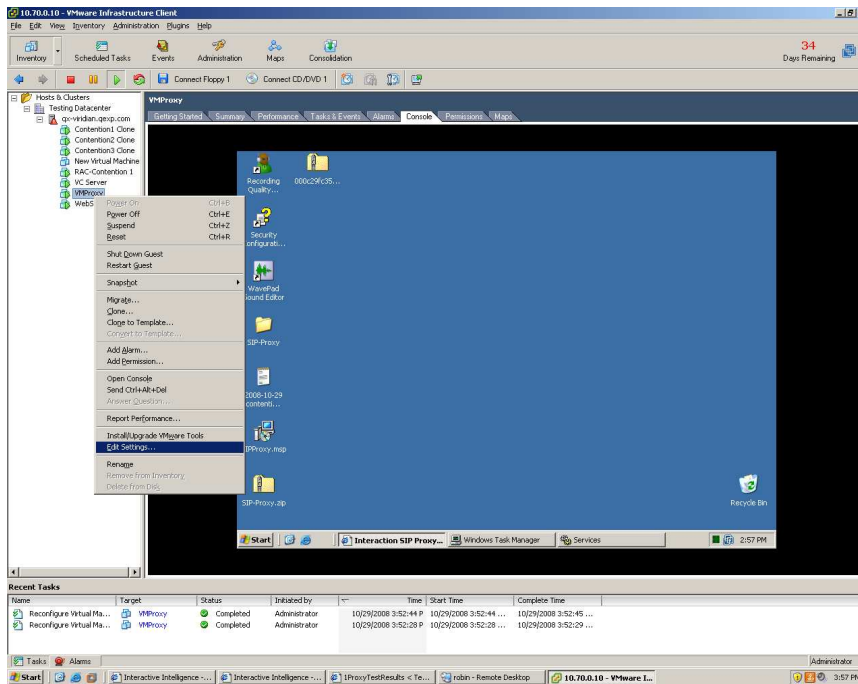 10.70.0.10 - VMware Infrastructure Client
File Edit View Inventory Administration Plugins Help
Inventory Scheduled Tasks Events Administration Maps Consolidation
34
Days Remaining
Connect Floppy 1 Connect CD/DVD 1
Hosts & Clusters
Testing Datacenter
qx-viridian.qexp.com
Contention1 Clone
Contention2 Clone
Contention3 Clone
New Virtual Machine
RAC-Contention 1
VC Server
VMProxy
WebS
VMProxy
Getting Started Summary Performance Tasks & Events Alarms Console Permissions Maps
Power On Ctrl+B
Power Off Ctrl+E
Suspend Ctrl+Z
Reset Ctrl+R
Shut Down Guest
Restart Guest
Snapshot
Migrate...
Clone...
Clone to Template...
Convert to Template...
Add Alarm...
Add Permission...
Open Console
Send Ctrl+Alt+Del
Answer Question...
Report Performance...
Install/Upgrade VMware Tools
Edit Settings...
Rename
Remove from Inventory
Delete from Disk
Recording
Quality...
000c29fc35...
Security
onfigurati...
WavePad
ound Editor
SIP-Proxy
2008-10-29
contenti...
IPProxy.msp
SIP-Proxy.zip
Recycle Bin
Start Interaction SIP Proxy... Windows Task Manager Services 2:57 PM
Recent Tasks
Name Target Status Initiated by Time Start Time Complete Time
Reconfigure Virtual Ma... VMProxy Completed Administrator 10/29/2008 3:52:44 P 10/29/2008 3:52:44 ... 10/29/2008 3:52:45 ...
Reconfigure Virtual Ma... VMProxy Completed Administrator 10/29/2008 3:52:28 P 10/29/2008 3:52:28 ... 10/29/2008 3:52:29 ...
Tasks Alarms Administrator
Start Interactive Intelligence -... Interactive Intelligence -... 1ProxyTestResults < Te... robin - Remote Desktop 10.70.0.10 - VMware I... 3:57 PM